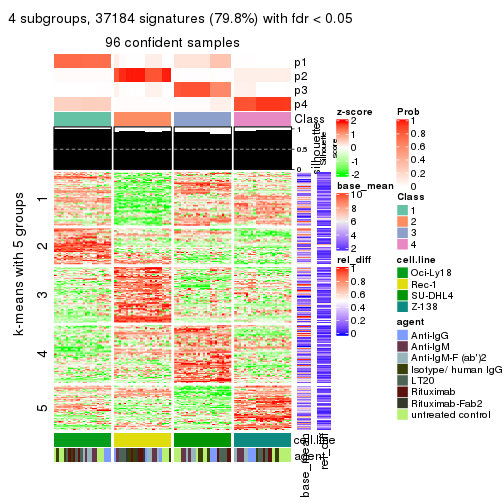 4 subgroups, 37184 signatures (79.8%) with fdr < 0.05
96 confident samples
p1
p2
p3
p4
Class
1
0.5
0
silhouette
Silhouette
score
k-means with 5 groups
1
2
3
4
5
cell.line
agent
base_mean
rel_diff
z-score
2
1
0
-1
-2
base_mean
10
8
6
4
2
rel_diff
1
0.8
0.6
0.4
0.2
0
Prob
1
0.8
0.6
0.4
0.2
0
Class
1
2
3
4
cell.line
Oci-Ly18
Rec-1
SU-DHL4
Z-138
agent
Anti-IgG
Anti-IgM
Anti-IgM-F (ab')2
Isotype/ human IgG
LT20
Rituximab
Rituximab-Fab2
untreated control